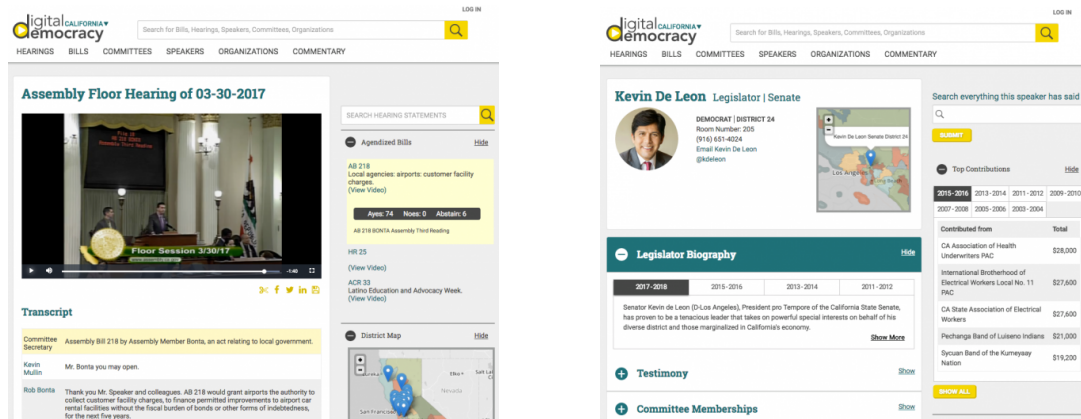 LOG IN
Digital CALIFORNIA
Democracy
Search for Bills, Hearings, Speakers, Committees, Organizations
HEARINGS BILLS COMMITTEES SPEAKERS ORGANIZATIONS COMMENTARY
Assembly Floor Hearing of 03-30-2017
Floor Session 3/30/17
-1:40
Transcript
Committee Secretary Assembly Bill 218 by Assembly Member Bonta, an act relating to local government.
Kevin Mullin Mr. Bonta you may open.
Rob Bonta Thank you Mr. Speaker and colleagues. AB 218 would grant airports the authority to
collect customer facility charges, to finance permitted improvements to airport car
rental facilities without the fiscal burden of bonds or other forms of indebtedness,
for the next five years.
SEARCH HEARING STATEMENTS
Agendized Bills Hide
AB 218
Local agencies: airports: customer facility
charges.
(View Video)
Ayes: 74 Noes: 0 Abstain: 6
AB 218 BONTA Assembly Third Reading
HR 25
(View Video)
ACR 33
Latino Education and Advocacy Week.
(View Video)
District Map Hide
Elko
Nevada
San Francisco
LOG IN
Digital CALIFORNIA
Democracy
Search for Bills, Hearings, Speakers, Committees, Organizations
HEARINGS BILLS COMMITTEES SPEAKERS ORGANIZATIONS COMMENTARY
Kevin De Leon Legislator | Senate
DEMOCRAT | DISTRICT 24
Room Number: 205
(916) 651-4024
Email Kevin De Leon
@kdeleon
Kevin De Leon Senate District 24
Los Angeles
Long Beach
Legislator Biography Hide
2017-2018 2015-2016 2013-2014 2011-2012
Senator Kevin de Leon (D-Los Angeles), President pro Tempore of the California State Senate,
has proven to be a tenacious leader that takes on powerful special interests on behalf of his
diverse district and those marginalized in California's economy.
Show More
Testimony Show
Committee Memberships Show
Search everything this speaker has said
SUBMIT
Top Contributions Hide
2015-2016 2013-2014 2011-2012 2009-2010
2007-2008 2005-2006 2003-2004
Contributed from Total
CA Association of Health
Underwriters PAC $28,000
International Brotherhood of
Electrical Workers Local No. 11
PAC $27,600
CA State Association of Electrical
Workers $27,600
Pechanga Band of Luiseno Indians $21,000
Sycuan Band of the Kumeyaay
Nation $19,200
SHOW ALL